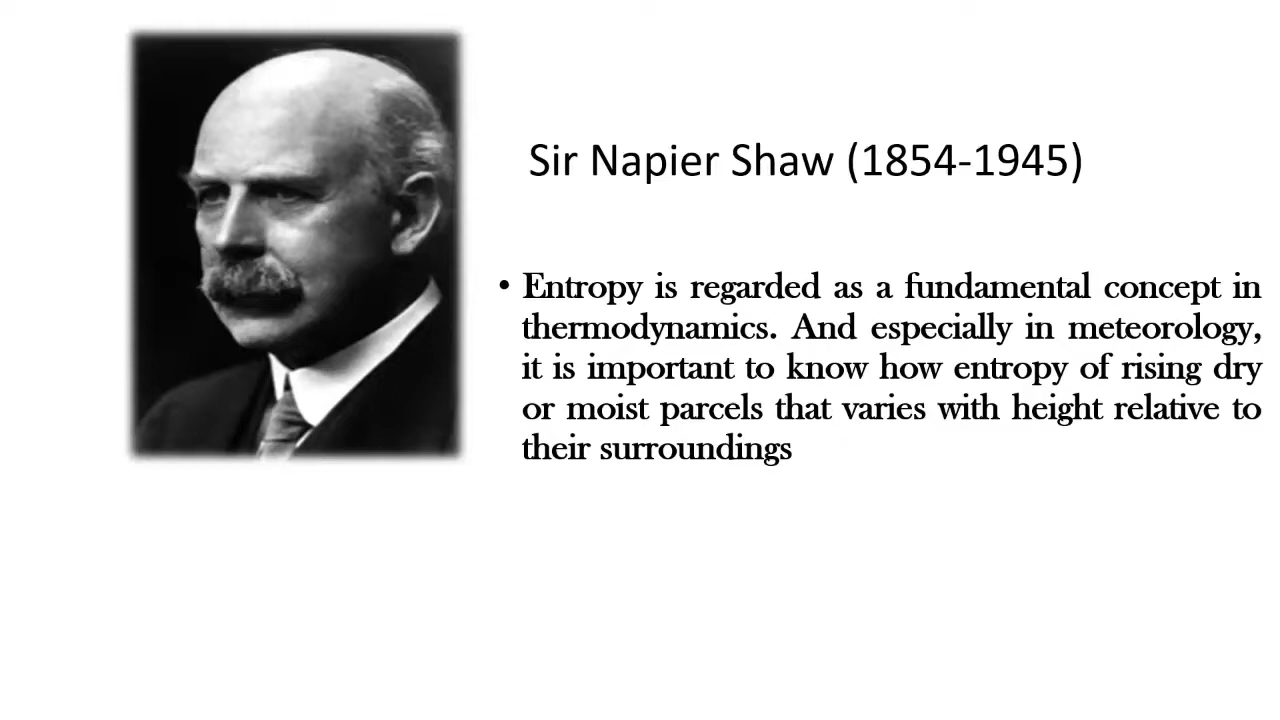 Sir Napier Shaw (1854-1945)
• Entropy is regarded as a fundamental concept in
thermodynamics. And especially in meteorology,
it is important to know how entropy of rising dry
or moist parcels that varies with height relative to
their surroundings